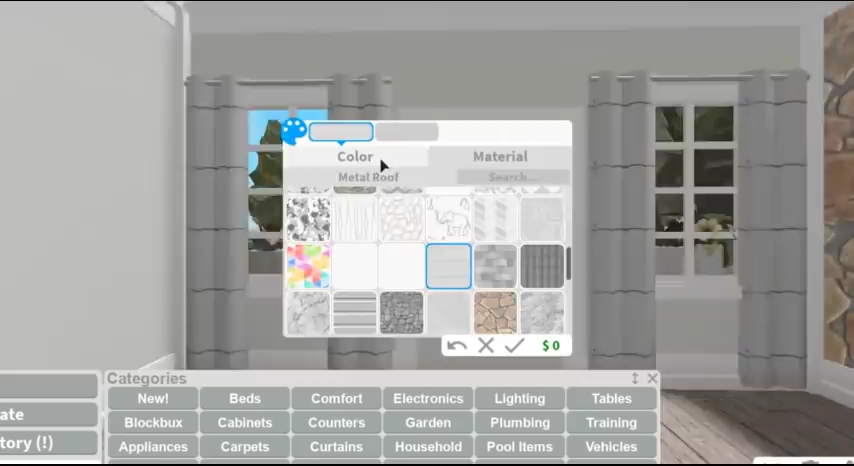 Color Material
Metal Roof Search...
$ 0
Categories
New! Beds Comfort Electronics Lighting Tables
ate Blockbux Cabinets Counters Garden Plumbing Training
tory (!) Appliances Carpets Curtains Household Pool Items Vehicles